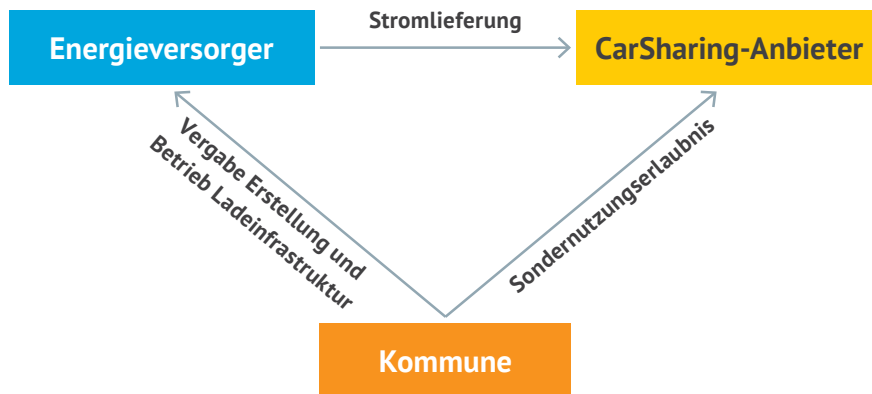 Stromlieferung
Energieversorger
CarSharing-Anbieter
Vergabe Erstellung und
Betrieb Ladeinfrastruktur
Sondernutzungserlaubnis
Kommune